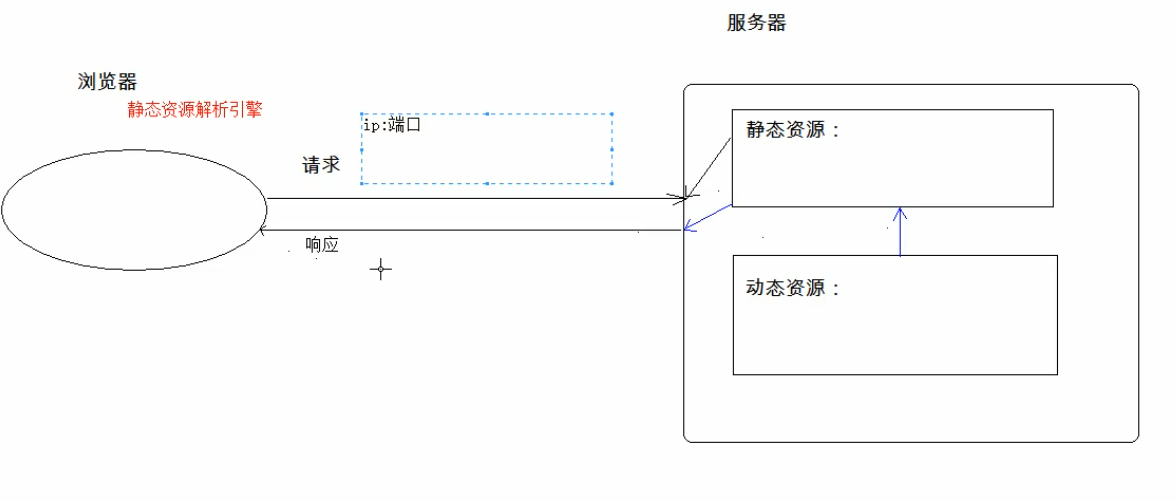 服务器
浏览器
静态资源解析引擎
ip:端口
静态资源：
请求
响应
动态资源：